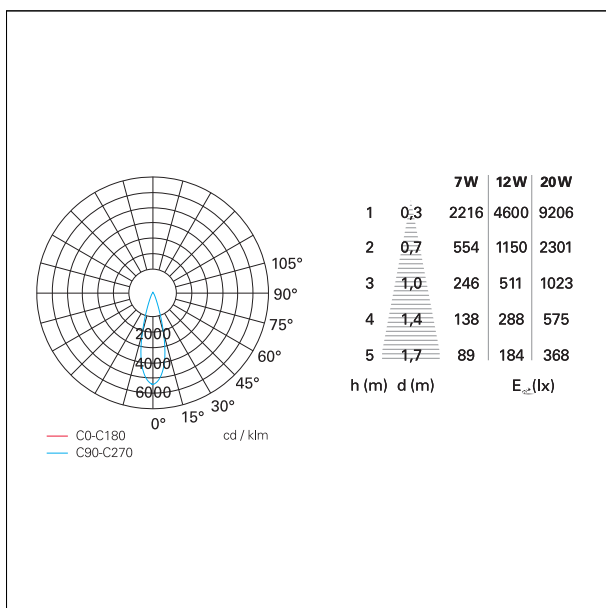 105°
90°
75°
60°
45°
30°
15°
0°
2000
4000
6000
C0-C180
C90-C270
cd / klm
7W 12W 20W
1 0,3 2216 4600 9206
2 0,7 554 1150 2301
3 1,0 246 511 1023
4 1,4 138 288 575
5 1,7 89 184 368
h (m) d (m) E (lx)